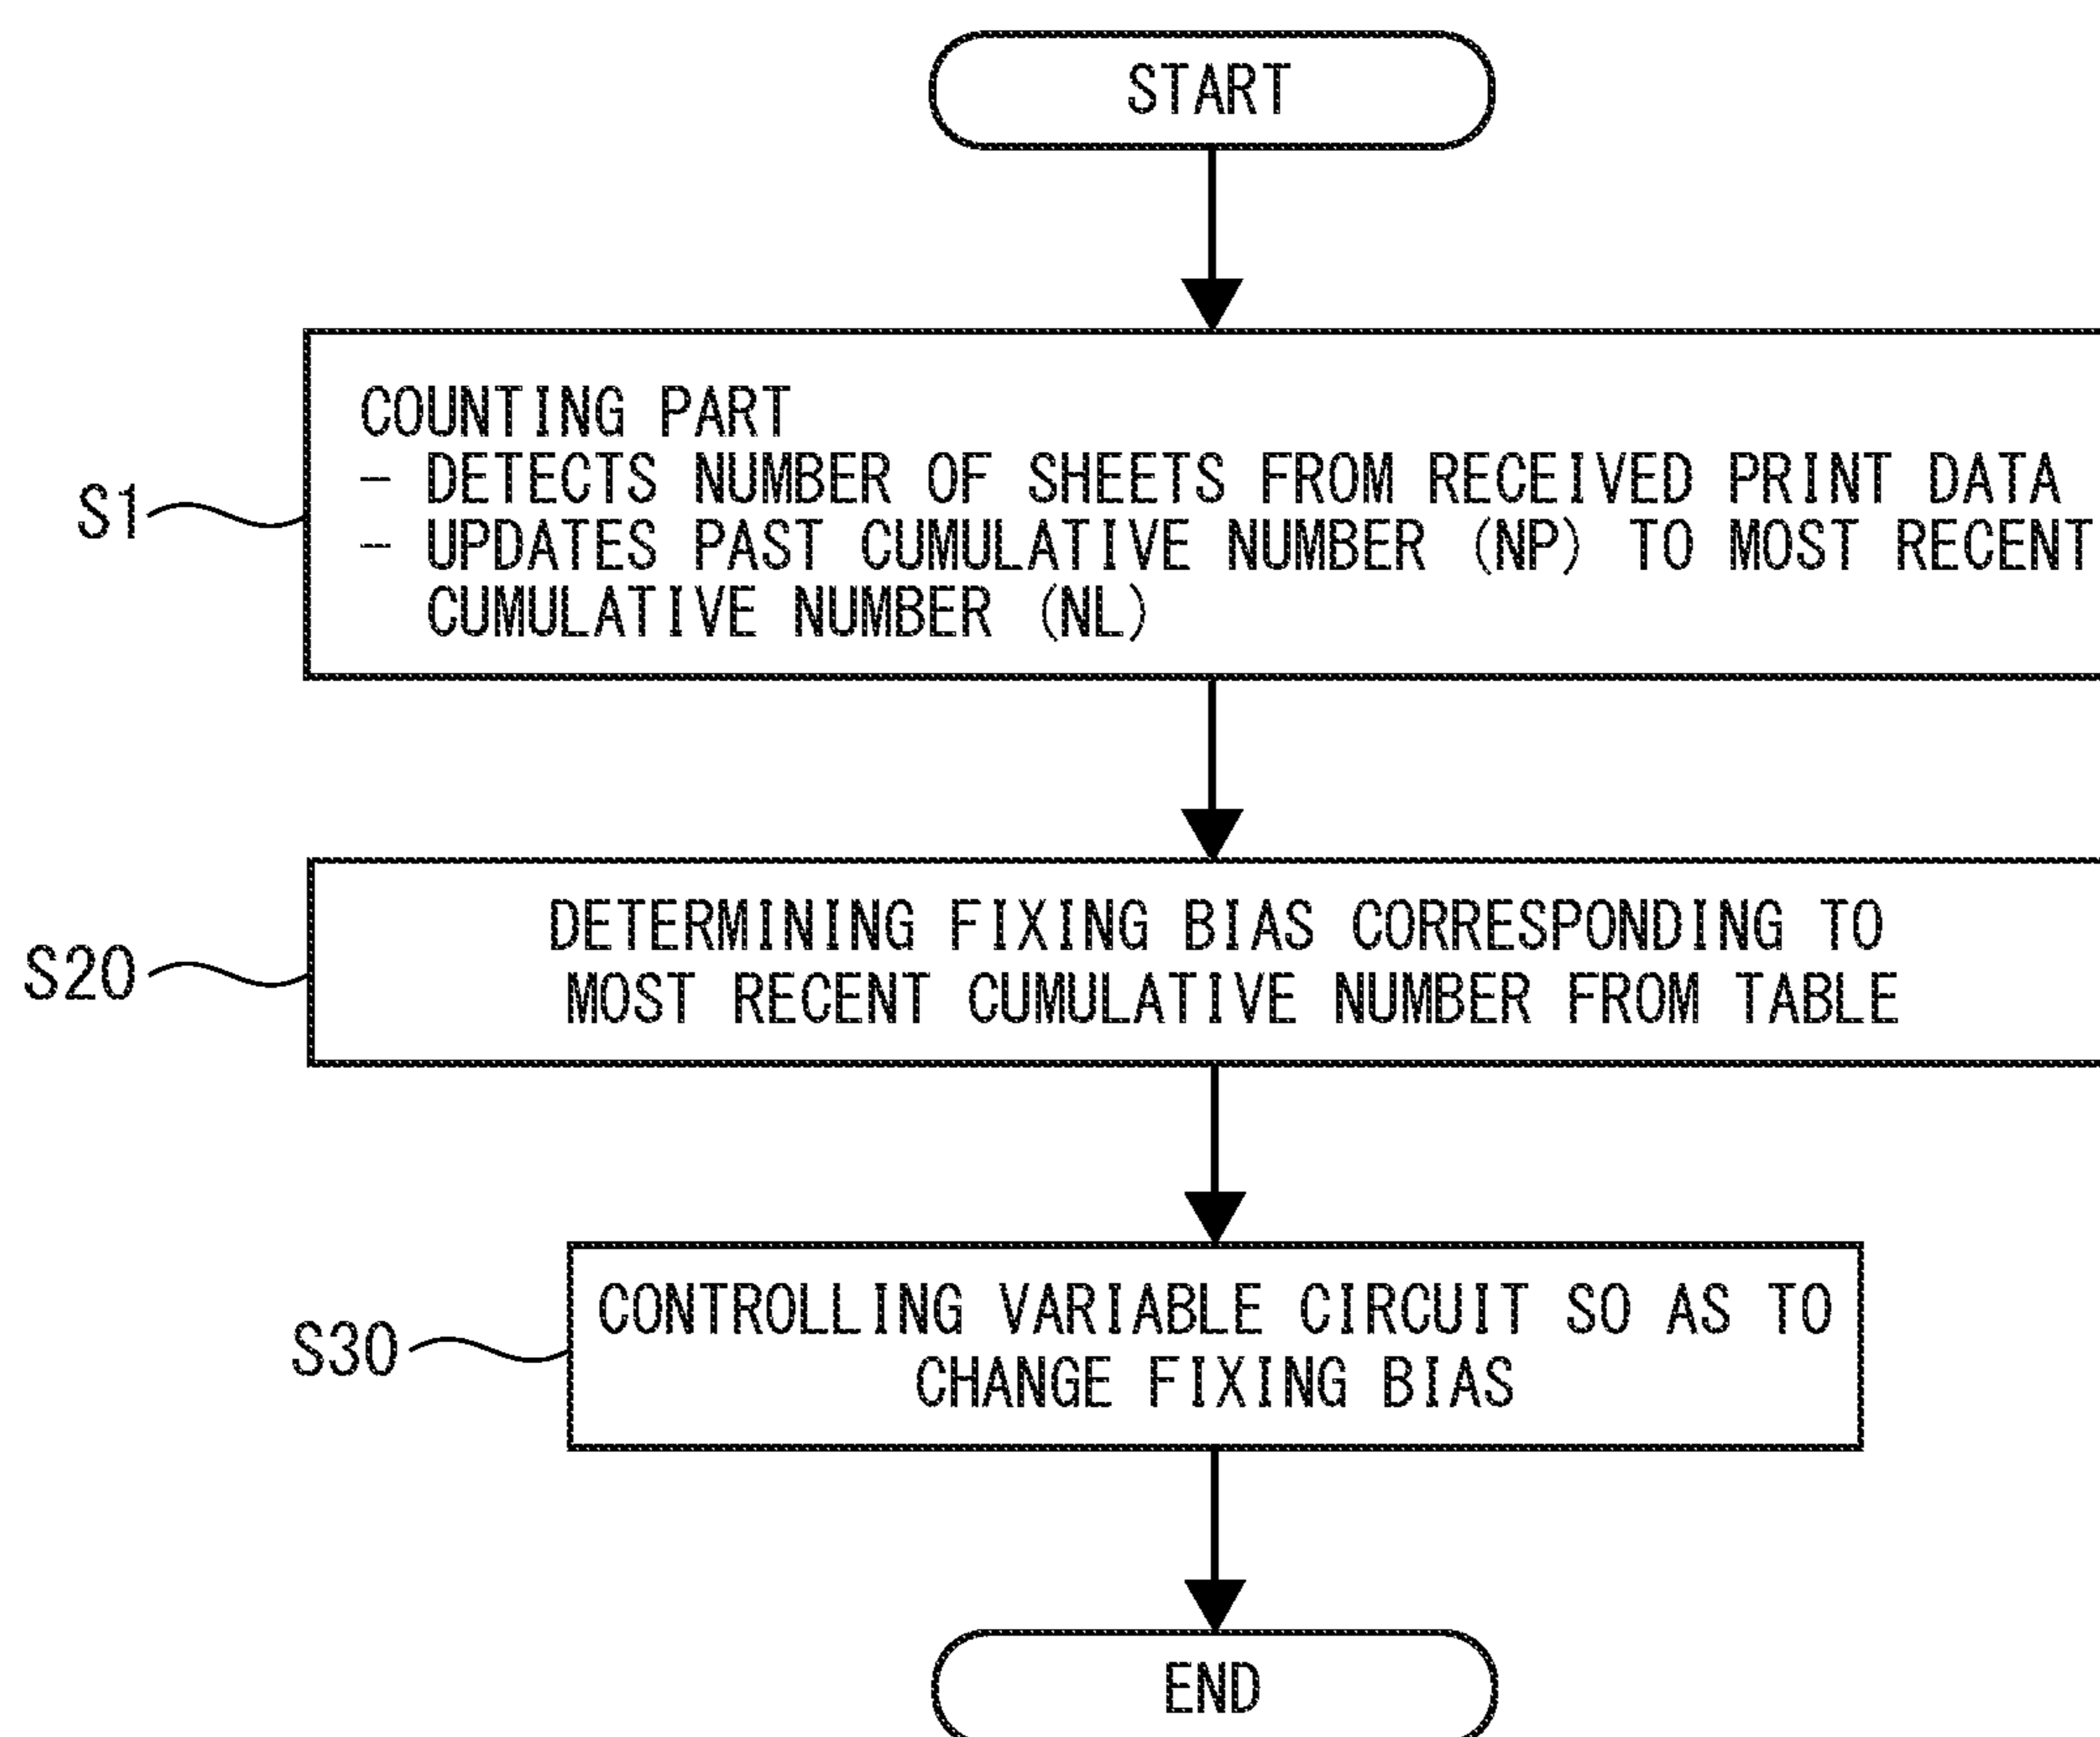 START
COUNTING PART
- DETECTS NUMBER OF SHEETS FROM RECEIVED PRINT DATA
- UPDATES PAST CUMULATIVE NUMBER (NP) TO MOST RECENT
CUMULATIVE NUMBER (NL)
S1
DETERMINING FIXING BIAS CORRESPONDING TO
MOST RECENT CUMULATIVE NUMBER FROM TABLE
S20
CONTROLLING VARIABLE CIRCUIT SO AS TO
CHANGE FIXING BIAS
S30
END